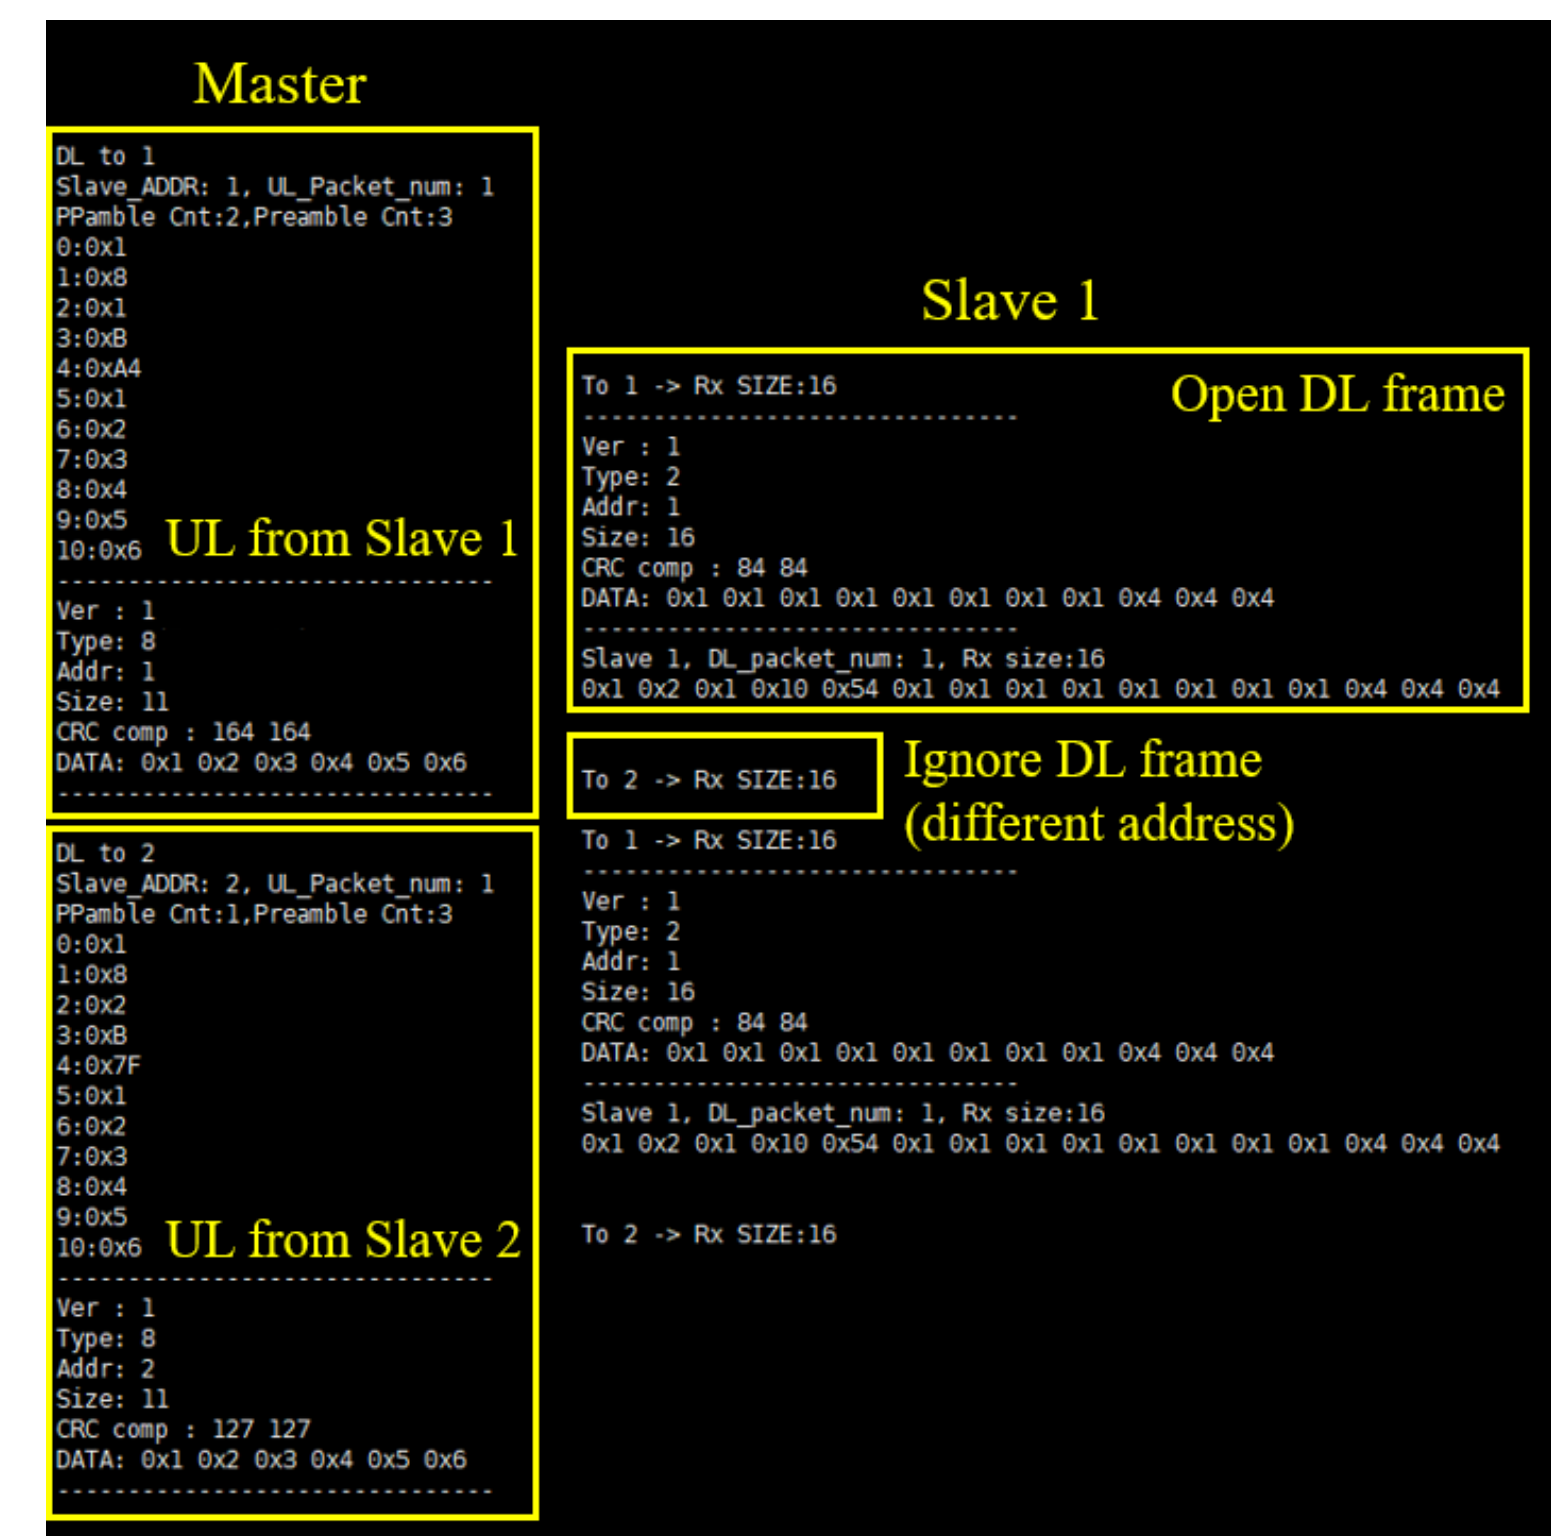 Master
DL to 1
Slave_ADDR: 1, UL_Packet_num: 1
PPamble Cnt:2,Preamble Cnt:3
0:0x1
1:0x8
2:0x1
3:0xB
4:0xA4
5:0x1
6:0x2
7:0x3
8:0x4
9:0x5
10:0x6
UL from Slave 1
--------------------------------
Ver : 1
Type: 8
Addr: 1
Size: 11
CRC comp : 164 164
DATA: 0x1 0x2 0x3 0x4 0x5 0x6
--------------------------------
DL to 2
Slave_ADDR: 2, UL_Packet_num: 1
PPamble Cnt:1,Preamble Cnt:3
0:0x1
1:0x8
2:0x2
3:0xB
4:0x7F
5:0x1
6:0x2
7:0x3
8:0x4
9:0x5
10:0x6
UL from Slave 2
--------------------------------
Ver : 1
Type: 8
Addr: 2
Size: 11
CRC comp : 127 127
DATA: 0x1 0x2 0x3 0x4 0x5 0x6
--------------------------------
Slave 1
To 1 -> Rx SIZE:16
Open DL frame
--------------------------------
Ver : 1
Type: 2
Addr: 1
Size: 16
CRC comp : 84 84
DATA: 0x1 0x1 0x1 0x1 0x1 0x1 0x1 0x1 0x4 0x4 0x4
--------------------------------
Slave 1, DL_packet_num: 1, Rx size:16
0x1 0x2 0x1 0x10 0x54 0x1 0x1 0x1 0x1 0x1 0x1 0x1 0x1 0x4 0x4 0x4
To 2 -> Rx SIZE:16
Ignore DL frame
(different address)
To 1 -> Rx SIZE:16
--------------------------------
Ver : 1
Type: 2
Addr: 1
Size: 16
CRC comp : 84 84
DATA: 0x1 0x1 0x1 0x1 0x1 0x1 0x1 0x1 0x4 0x4 0x4
--------------------------------
Slave 1, DL_packet_num: 1, Rx size:16
0x1 0x2 0x1 0x10 0x54 0x1 0x1 0x1 0x1 0x1 0x1 0x1 0x1 0x4 0x4 0x4
To 2 -> Rx SIZE:16